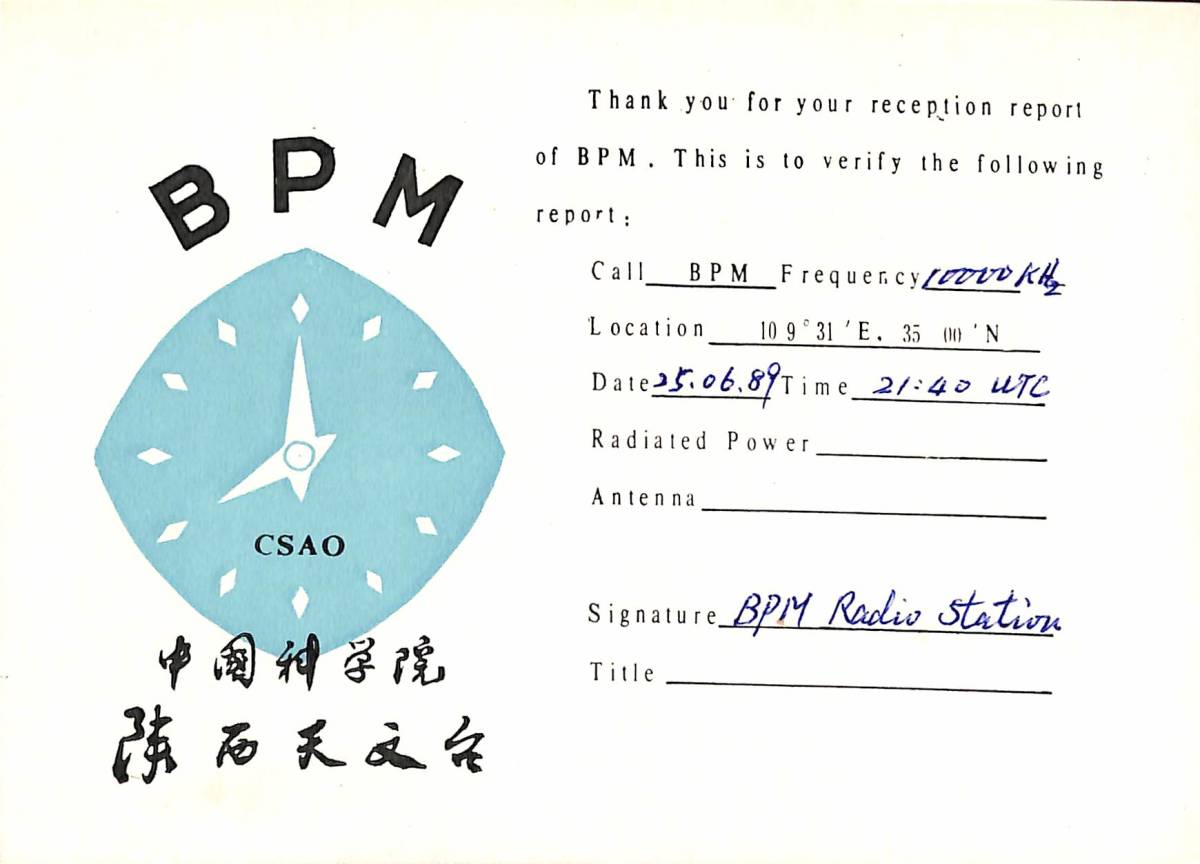 BPM
CSAO
中国科学院
陕西天文台
Thank you for your reception report
of BPM. This is to verify the following
report:
Call BPM Frequency 10000 KHz
Location 109°31'E. 35 00'N
Date 25.06.89 Time 21:40 UTC
Radiated Power
Antenna
Signature BPM Radio Station
Title